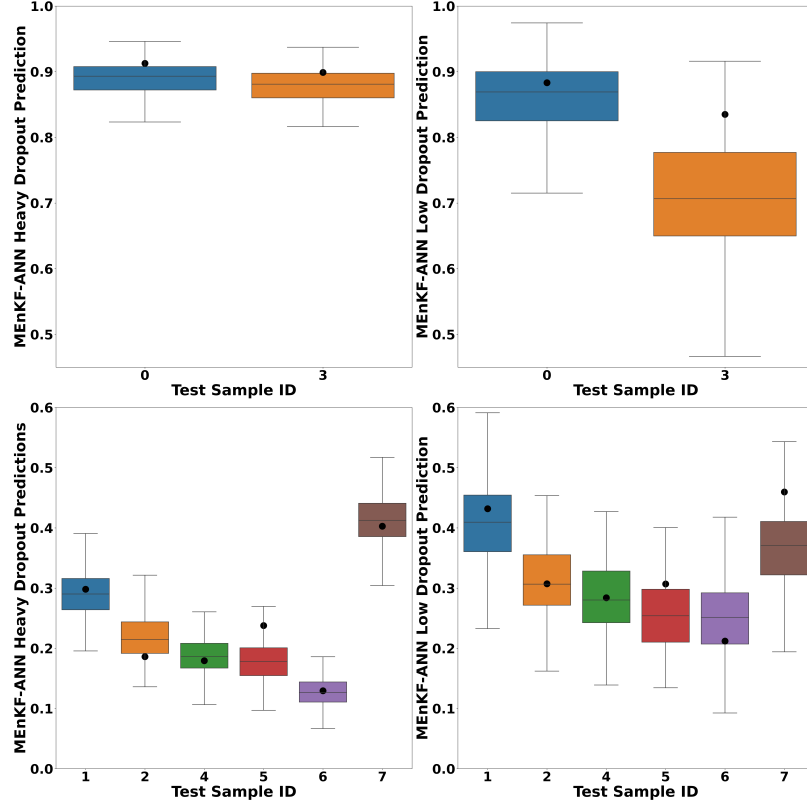 MEnKF-ANN Heavy Dropout Prediction
1.0
0.9
0.8
0.7
0.6
0.5
0 3
Test Sample ID
MEnKF-ANN Low Dropout Prediction
1.0
0.9
0.8
0.7
0.6
0.5
0 3
Test Sample ID
MEnKF-ANN Heavy Dropout Predictions
0.6
0.5
0.4
0.3
0.2
0.1
0.0
1 2 4 5 6 7
Test Sample ID
MEnKF-ANN Low Dropout Prediction
0.6
0.5
0.4
0.3
0.2
0.1
0.0
1 2 4 5 6 7
Test Sample ID